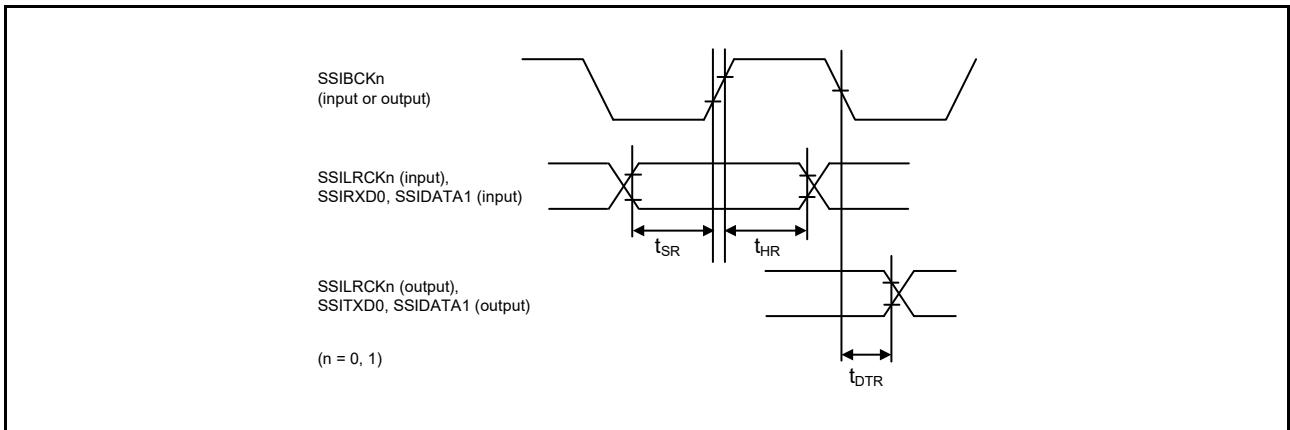 SSIBCKn
(input or output)
SSILRCKn (input),
SSIRXD0, SSIDATA1 (input)
tSR
tHR
SSILRCKn (output),
SSITXD0, SSIDATA1 (output)
(n = 0, 1)
tDTR